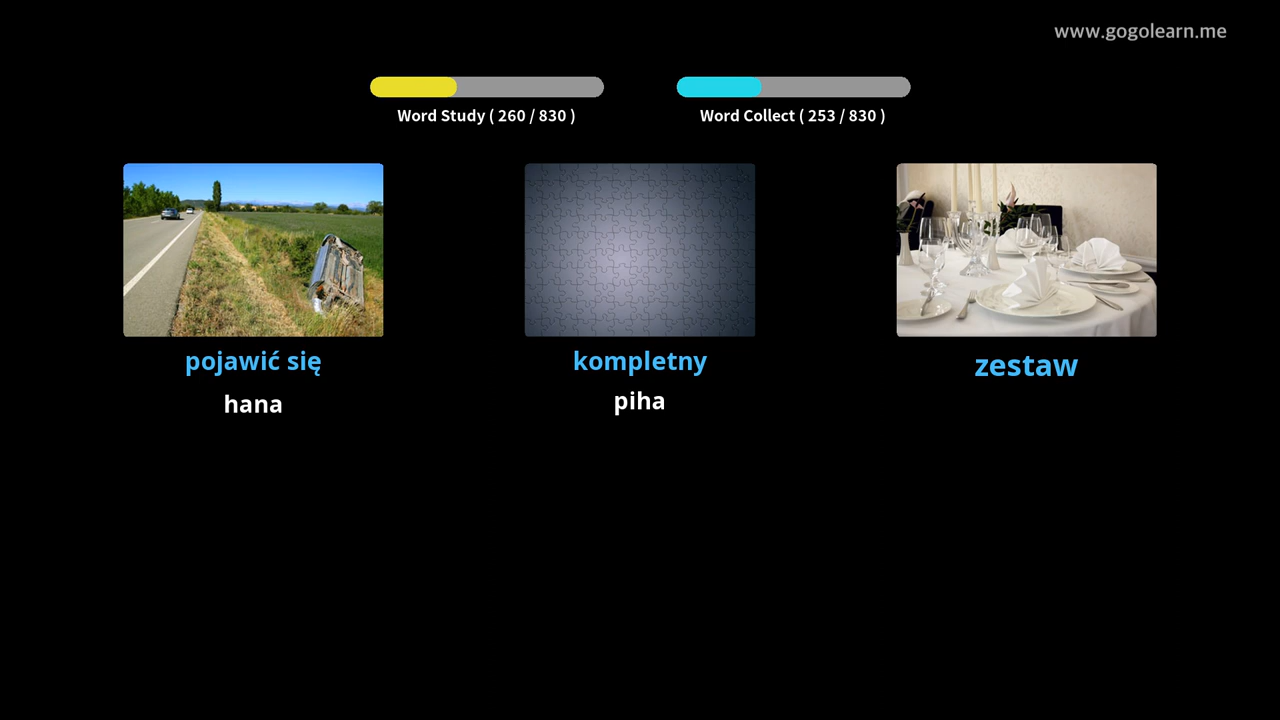 www.gogolearn.me
Word Study ( 260 / 830 )
Word Collect ( 253 / 830 )
pojawić się
kompletny
zestaw
hana
piha